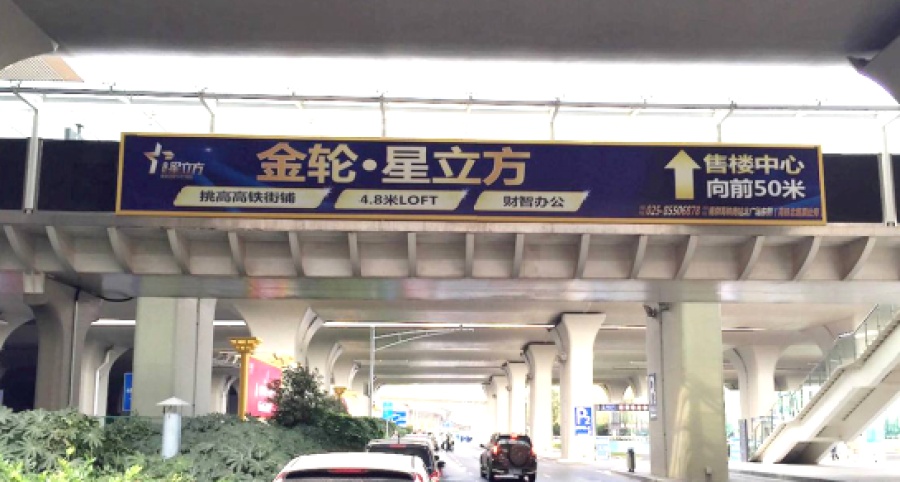 星立方
金轮·星立方
挑高高铁街铺
4.8米LOFT
财智办公
售楼中心
向前50米
025-85506878
P